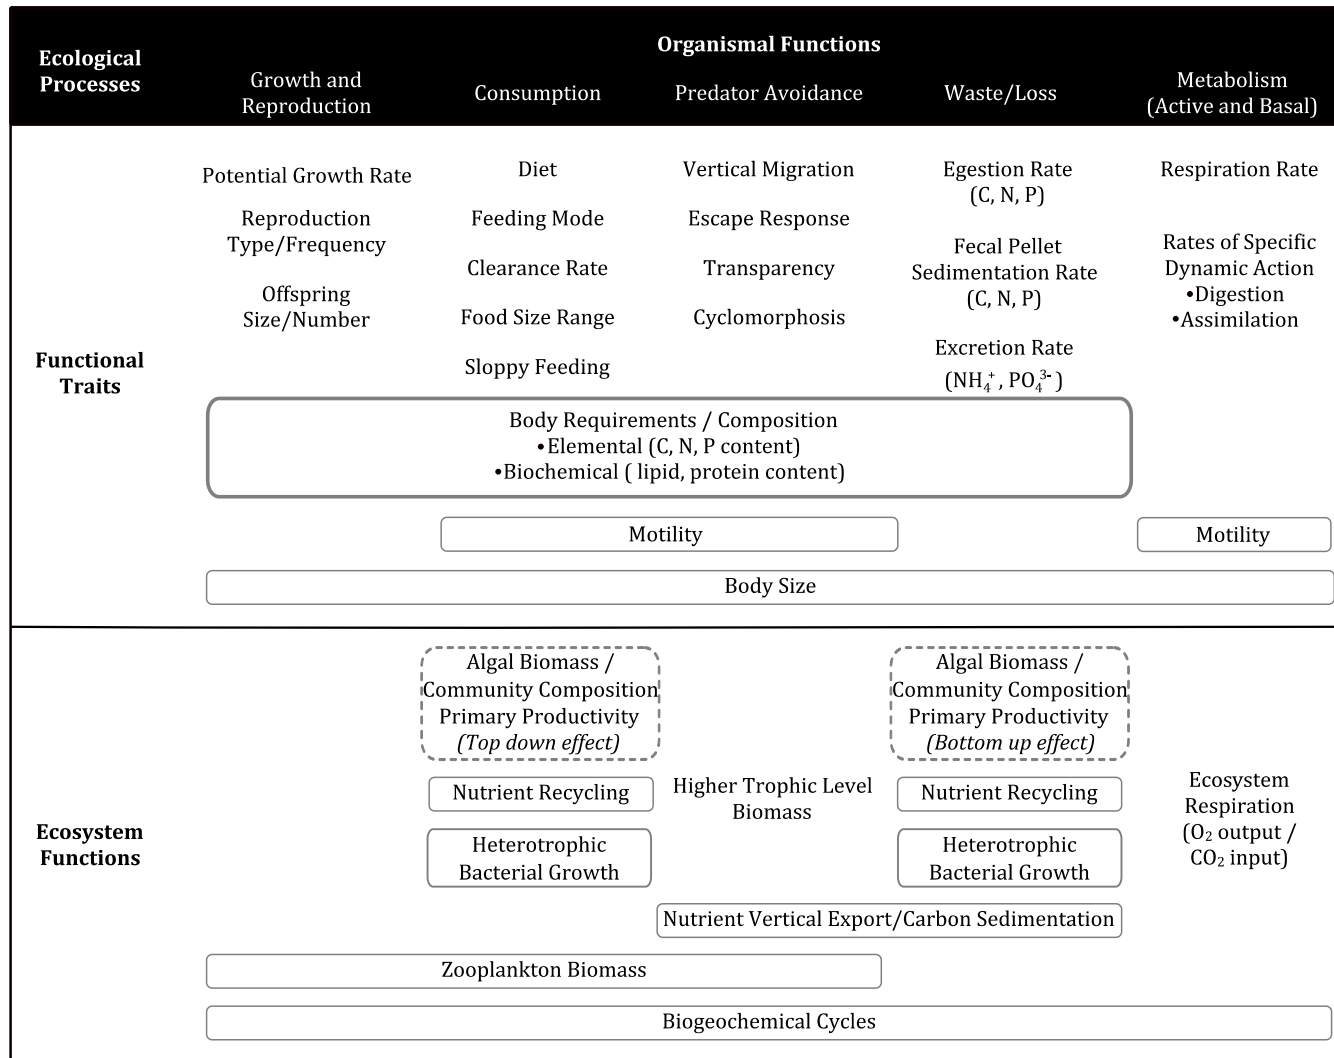 Ecological
Processes
Organismal Functions
Growth and
Reproduction
Consumption
Predator Avoidance
Waste/Loss
Metabolism
(Active and Basal)
Functional
Traits
Potential Growth Rate
Reproduction
Type/Frequency
Offspring
Size/Number
Diet
Feeding Mode
Clearance Rate
Food Size Range
Sloppy Feeding
Vertical Migration
Escape Response
Transparency
Cyclomorphosis
Egestion Rate
(C, N, P)
Fecal Pellet
Sedimentation Rate
(C, N, P)
Excretion Rate
(NH₄⁺, PO₄³⁻)
Respiration Rate
Rates of Specific
Dynamic Action
•Digestion
•Assimilation
Body Requirements / Composition
•Elemental (C, N, P content)
•Biochemical ( lipid, protein content)
Motility
Motility
Body Size
Ecosystem
Functions
Algal Biomass /
Community Composition
Primary Productivity
(Top down effect)
Nutrient Recycling
Heterotrophic
Bacterial Growth
Higher Trophic Level
Biomass
Algal Biomass /
Community Composition
Primary Productivity
(Bottom up effect)
Nutrient Recycling
Heterotrophic
Bacterial Growth
Ecosystem
Respiration
(O₂ output /
CO₂ input)
Nutrient Vertical Export/Carbon Sedimentation
Zooplankton Biomass
Biogeochemical Cycles